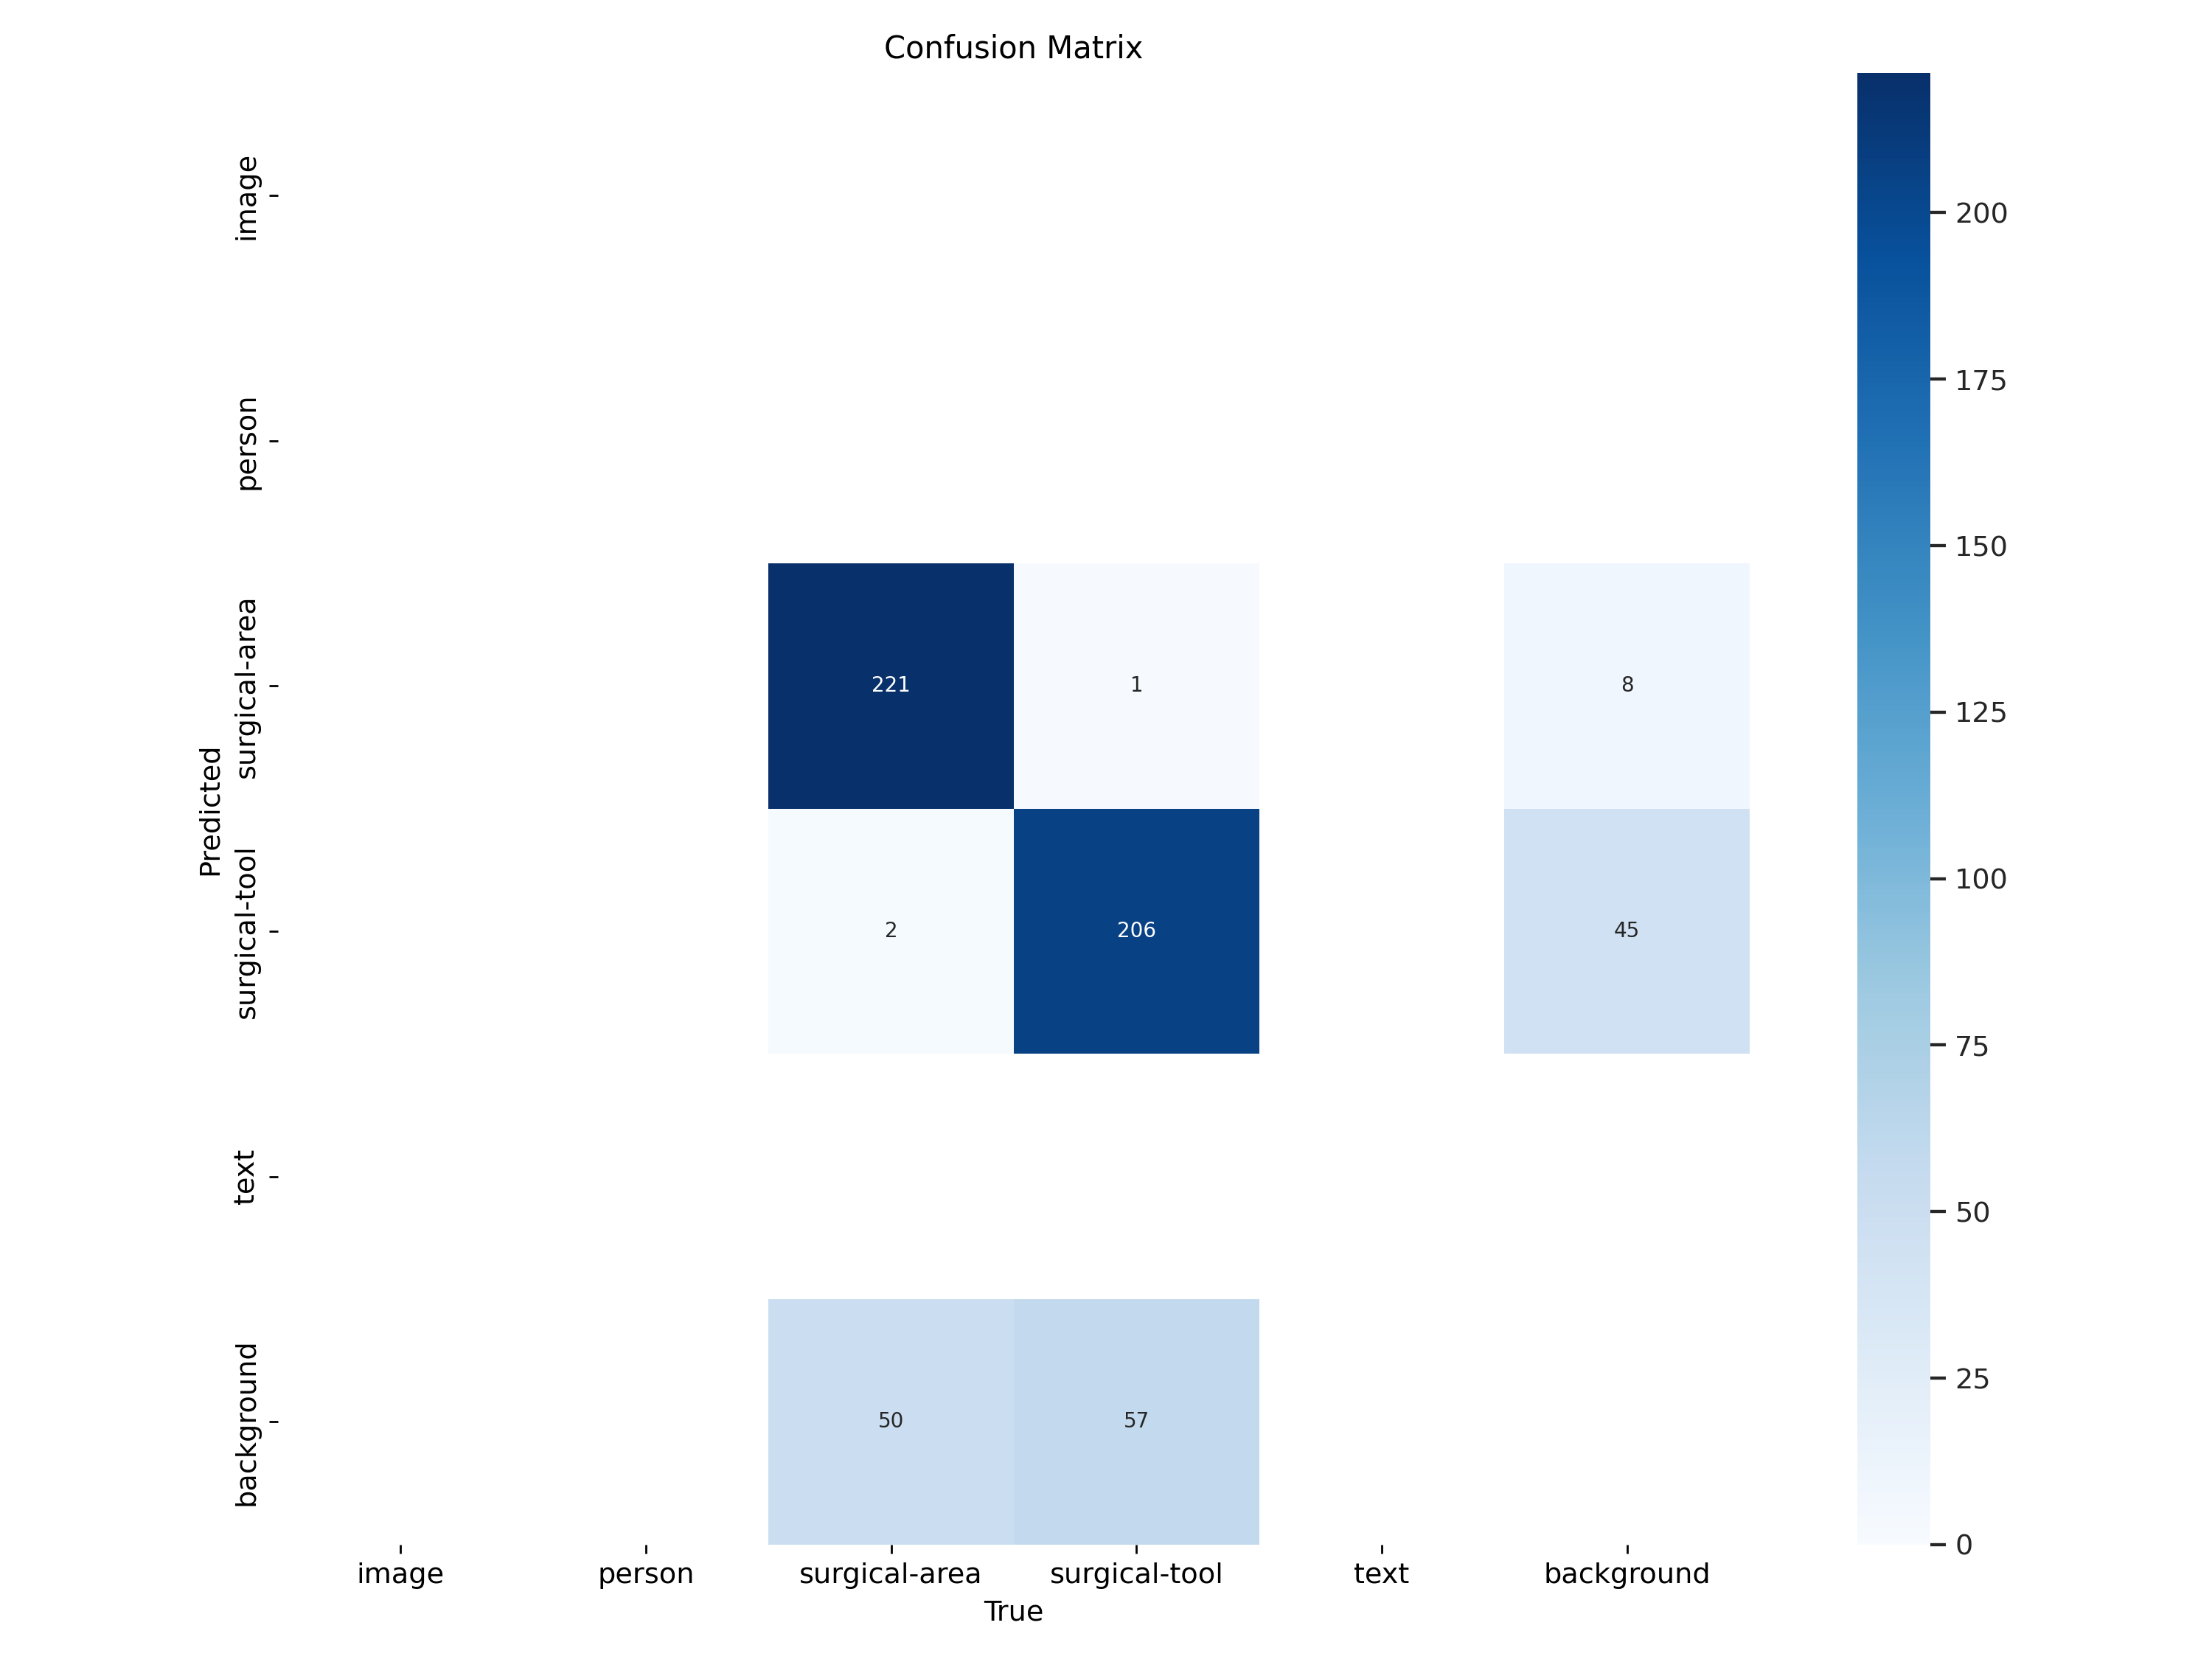 Confusion Matrix
image
person
surgical-area
surgical-tool
text
background
Predicted
221 1 8
2 206 45
50 57
image person surgical-area surgical-tool text background
True
200
175
150
125
100
75
50
25
0